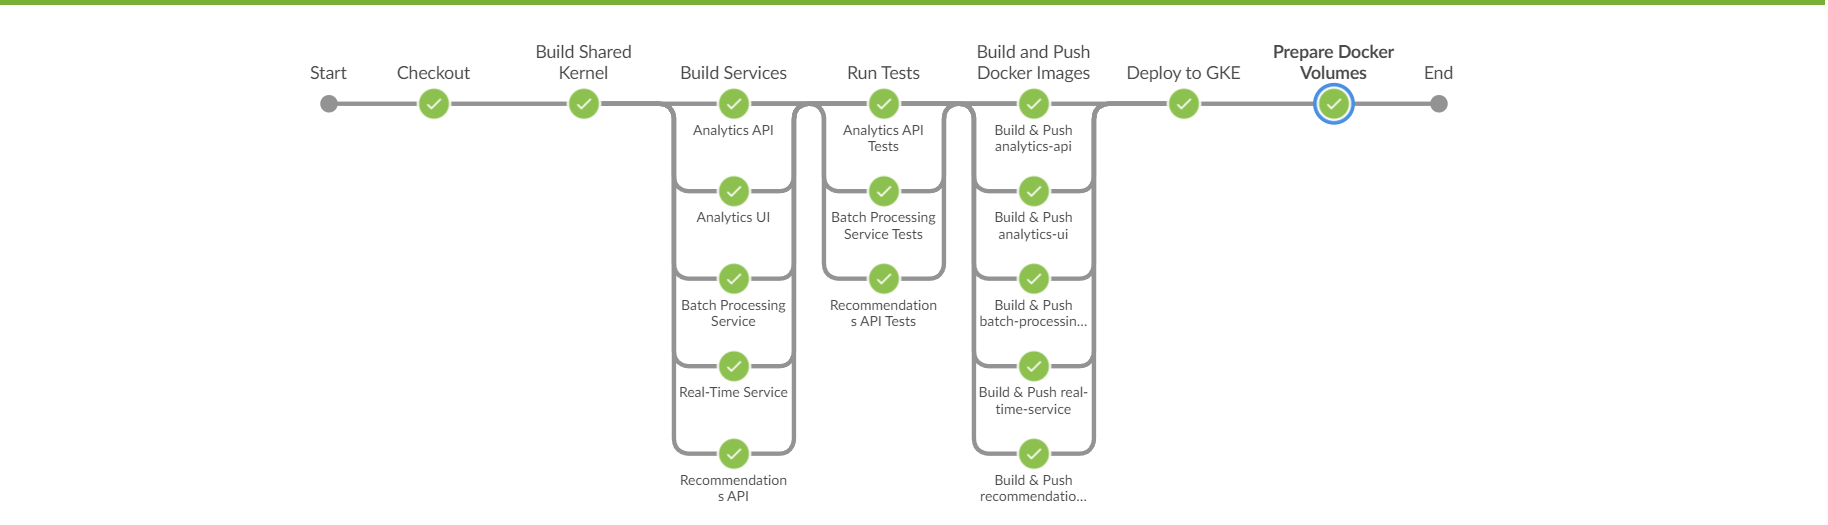 Start
Checkout
Build Shared
Kernel
Build Services
Run Tests
Build and Push
Docker Images
Deploy to GKE
Prepare Docker
Volumes
End
Analytics API
Analytics UI
Batch Processing
Service
Real-Time Service
Recommendation
s API
Analytics API
Tests
Batch Processing
Service Tests
Recommendation
s API Tests
Build & Push
analytics-api
Build & Push
analytics-ui
Build & Push
batch-processin...
Build & Push real-
time-service
Build & Push
recommendatio...